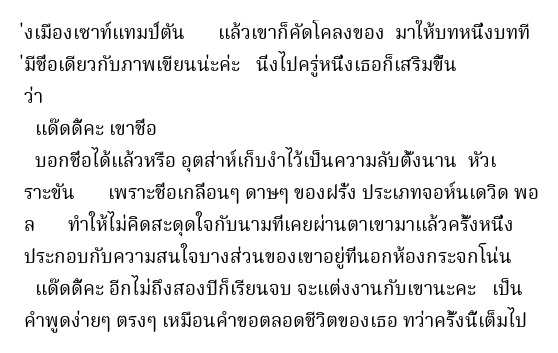 ่งเมืองเซาท์แทมป์ตัน แล้วเขาก็คัดโคลงของ มาให้บทหนึ่งบทที
่มีชื่อเดียวกับภาพเขียนน่ะค่ะ นึ่งไปครู่หนึ่งเธอก็เสริมขึ้น
ว่า
แด๊ดดี้คะ เขาชื่อ
บอกชื่อได้แล้วหรือ อุตส่าห์เก็บงำไว้เป็นความลับตั้งนาน หัวเ
ราะขัน เพราะชื่อเกลื่อนๆ ดาษๆ ของฝรั่ง ประเภทจอห์นเดวิด พอ
ล ทำให้ไม่คิดสะดุดใจกับนามที่เคยผ่านตาเขามาแล้วครั้งหนึ่ง
ประกอบกับความสนใจบางส่วนของเขาอยู่ที่นอกห้องกระจกโน่น
แด๊ดดี้คะ อีกไม่ถึงสองปีก็เรียนจบ จะแต่งงานกับเขานะคะ เป็น
คำพูดง่ายๆ ตรงๆ เหมือนคำขอตลอดชีวิตของเธอ ทว่าครั้งนี้เต็มไป